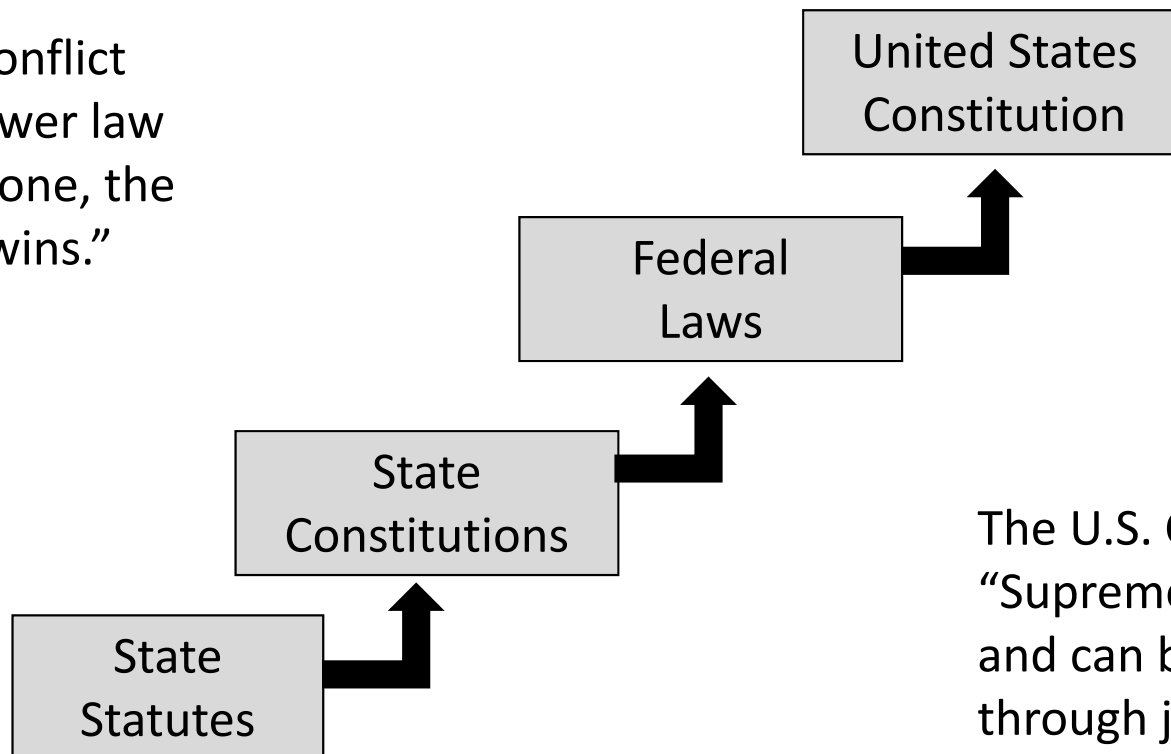 onflict
wer law
one, the
wins.”
United States
Constitution
Federal
Laws
State
Constitutions
State
Statutes
The U.S.
“Supreme
and can
through